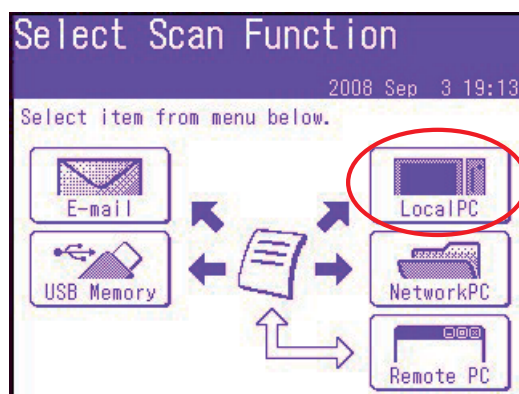 Select Scan Function
2008 Sep 3 19:13
Select item from menu below.
E-mail
LocalPC
USB Memory
NetworkPC
Remote PC